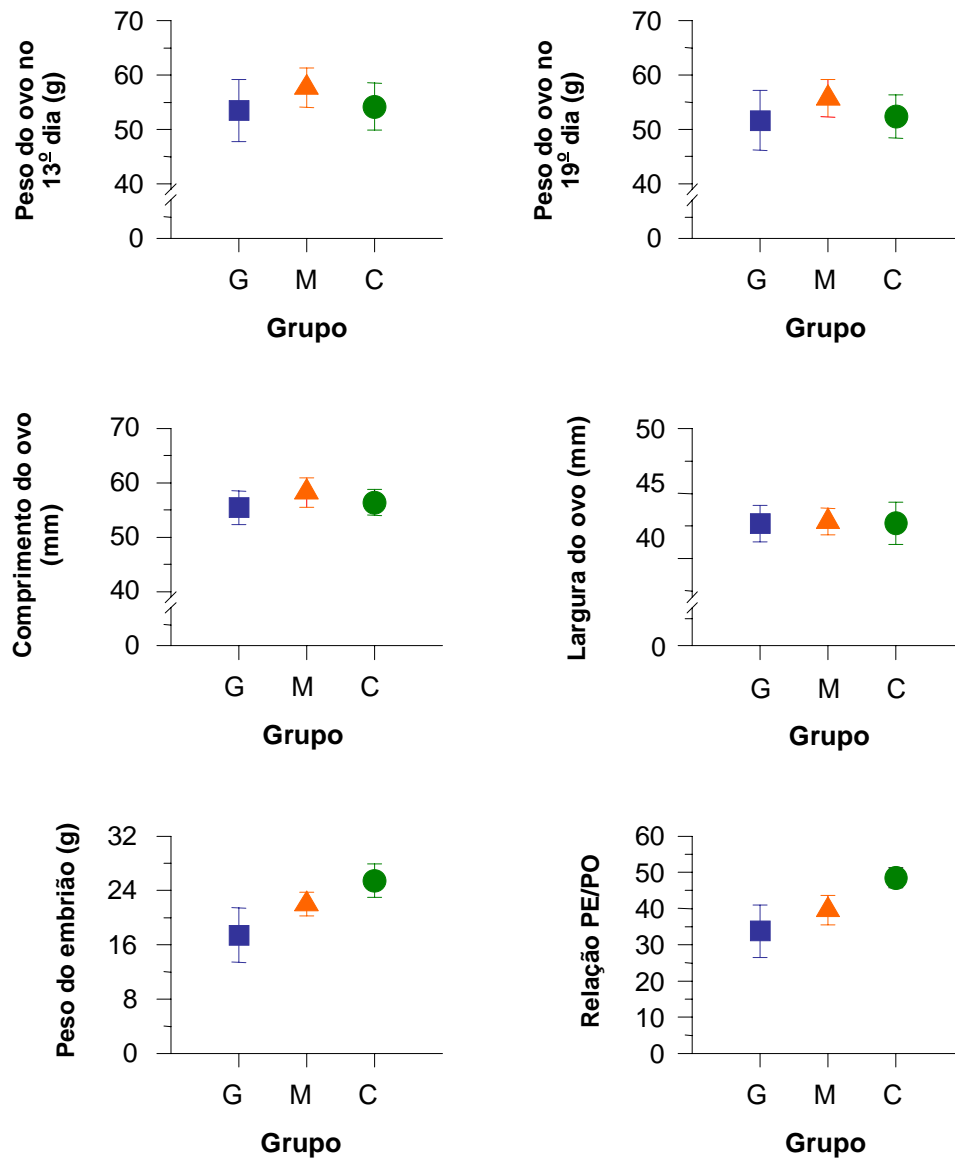 Peso do ovo no
13º dia (g)
70
60
50
40
0
G M C
Grupo
Peso do ovo no
19º dia (g)
70
60
50
40
0
G M C
Grupo
Comprimento do ovo
(mm)
70
60
50
40
0
G M C
Grupo
Largura do ovo (mm)
50
45
40
0
G M C
Grupo
Peso do embrião (g)
32
24
16
8
0
G M C
Grupo
Relação PE/PO
60
50
40
30
20
10
0
G M C
Grupo